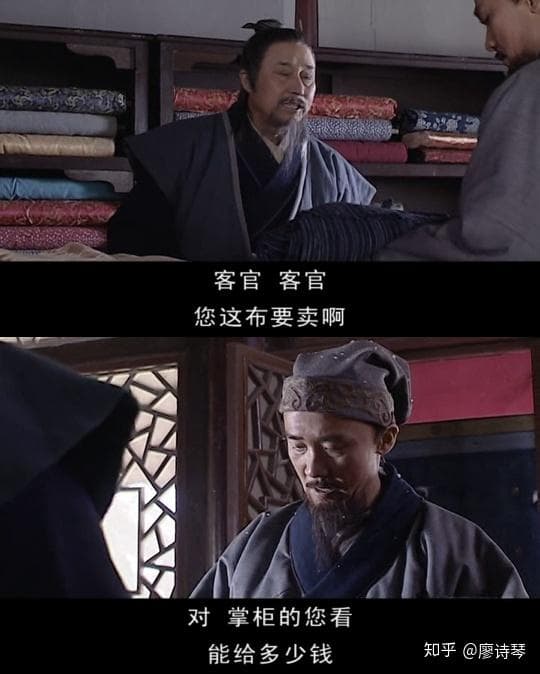 客官 客官
您这布要卖啊
对 掌柜的您看
能给多少钱
知乎 @廖诗琴